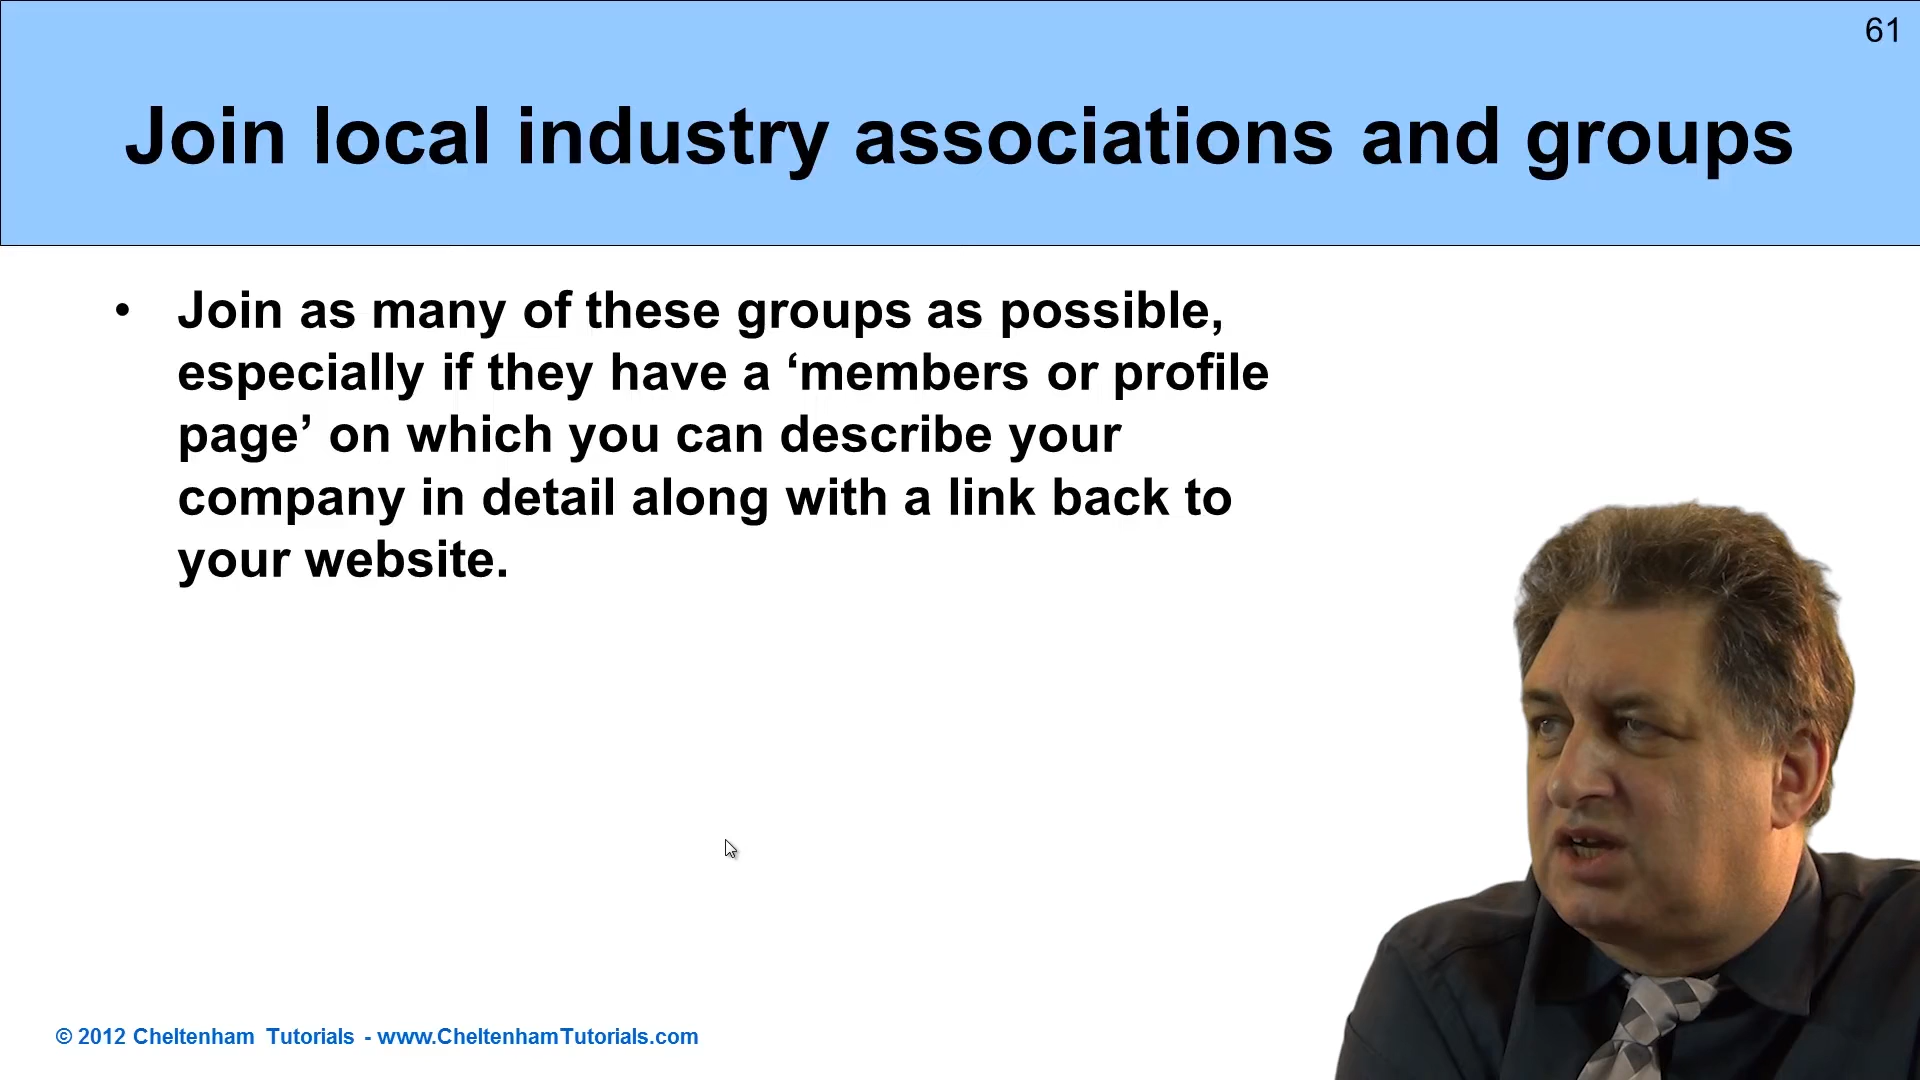 61
Join local industry associations and groups
• Join as many of these groups as possible,
especially if they have a ‘members or profile
page’ on which you can describe your
company in detail along with a link back to
your website.
© 2012 Cheltenham Tutorials - www.CheltenhamTutorials.com